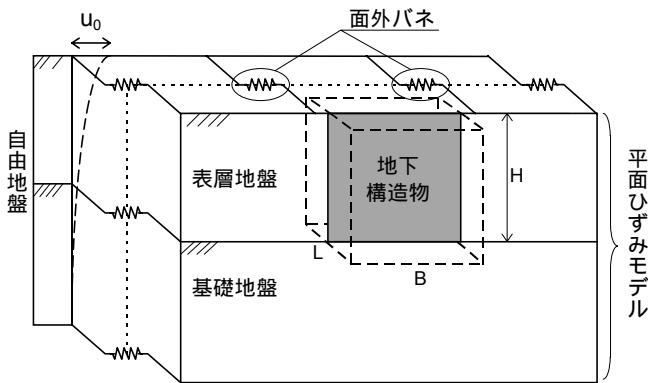 u₀
面外バネ
自由地盤
表層地盤
地下
構造物
H
平面ひずみモデル
L
B
基礎地盤